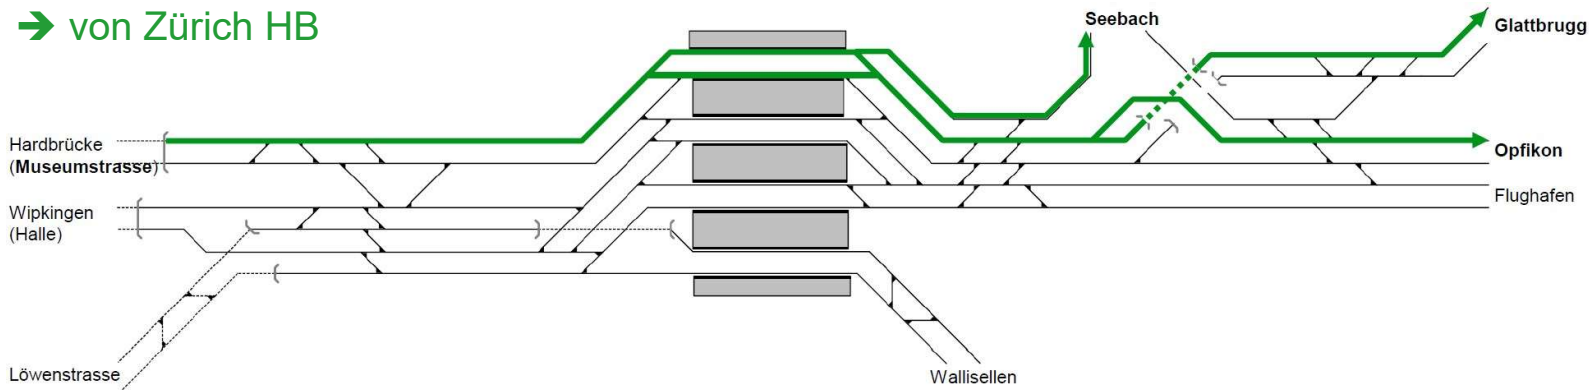 ➔ von Zürich HB
Seebach
Glattbrugg
Hardbrücke
(Museumstrasse)
Opfikon
Wipkingen
(Halle)
Flughafen
Löwenstrasse
Wallisellen